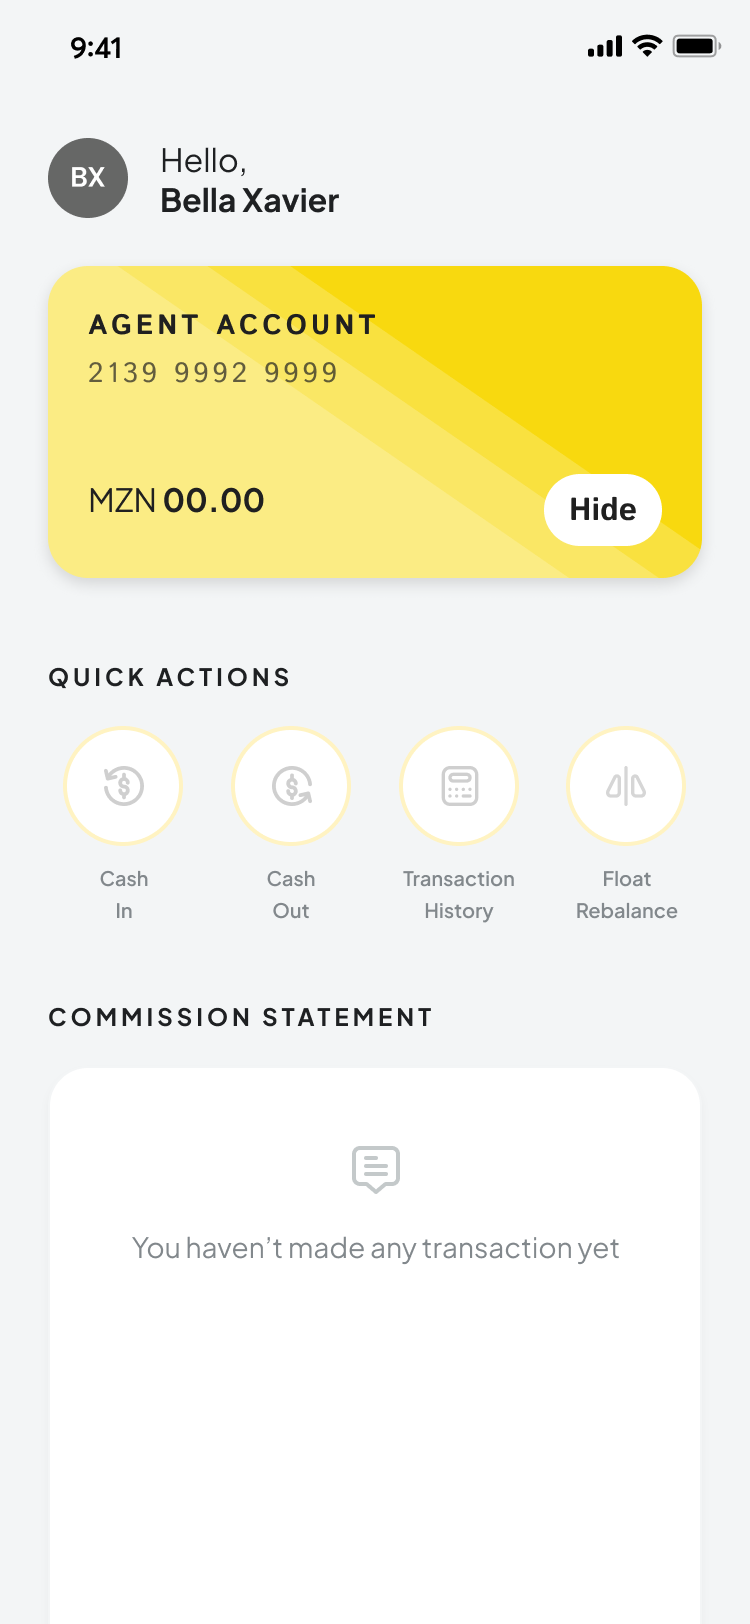 9:41
BX
Hello,
Bella Xavier
AGENT ACCOUNT
2139 9992 9999
MZN 00.00
Hide
QUICK ACTIONS
Cash
In
Cash
Out
Transaction
History
Float
Rebalance
COMMISSION STATEMENT
You haven’t made any transaction yet